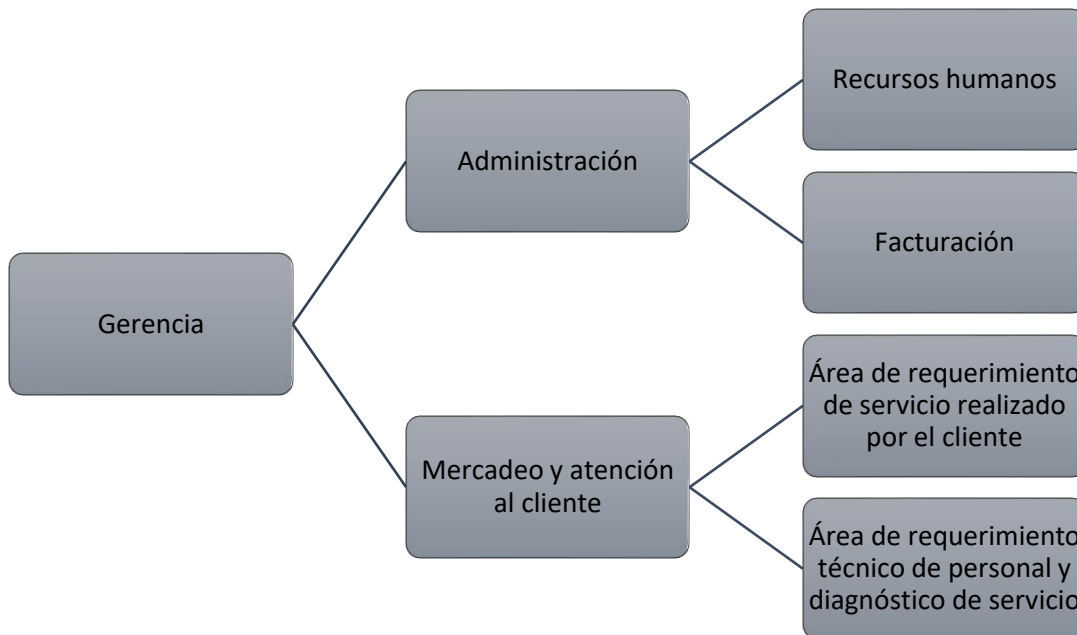 Recursos humanos
Administración
Facturación
Gerencia
Área de requerimiento
de servicio realizado
por el cliente
Mercadeo y atención
al cliente
Área de requerimiento
técnico de personal y
diagnóstico de servicio